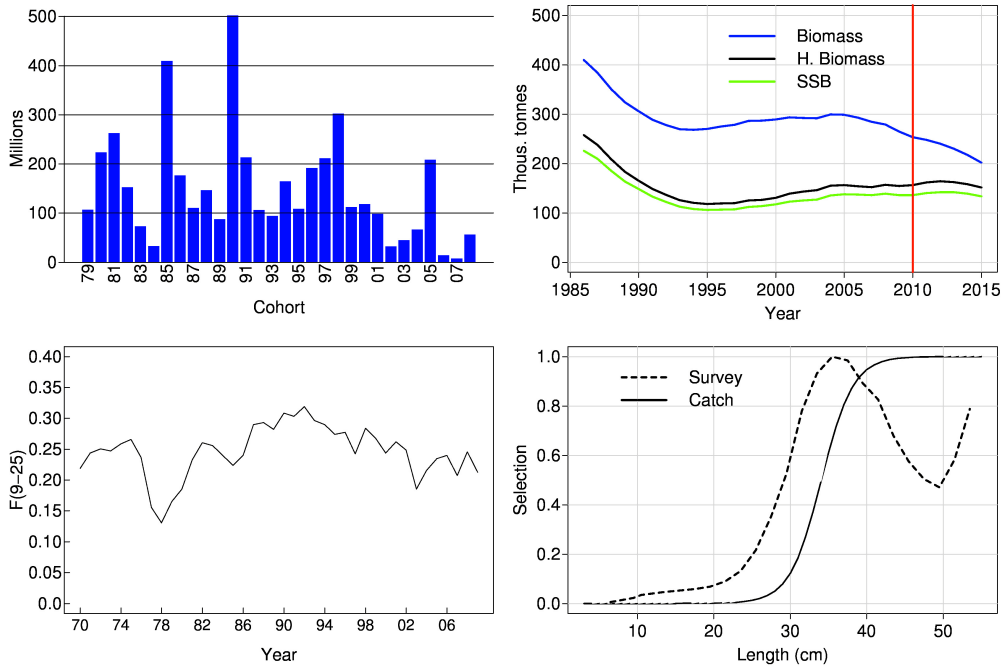 500
400
300
200
100
0
Millions
79 81 83 85 87 89 91 93 95 97 99 01 03 05 07
Cohort
500
400
300
200
100
0
Thous. tonnes
Biomass
H. Biomass
SSB
1985 1990 1995 2000 2005 2010 2015
Year
0.40
0.35
0.30
0.25
0.20
0.15
0.10
0.05
0.0
F(9−25)
70 74 78 82 86 90 94 98 02 06
Year
1.0
0.8
0.6
0.4
0.2
0.0
Selection
Survey
Catch
10 20 30 40 50
Length (cm)